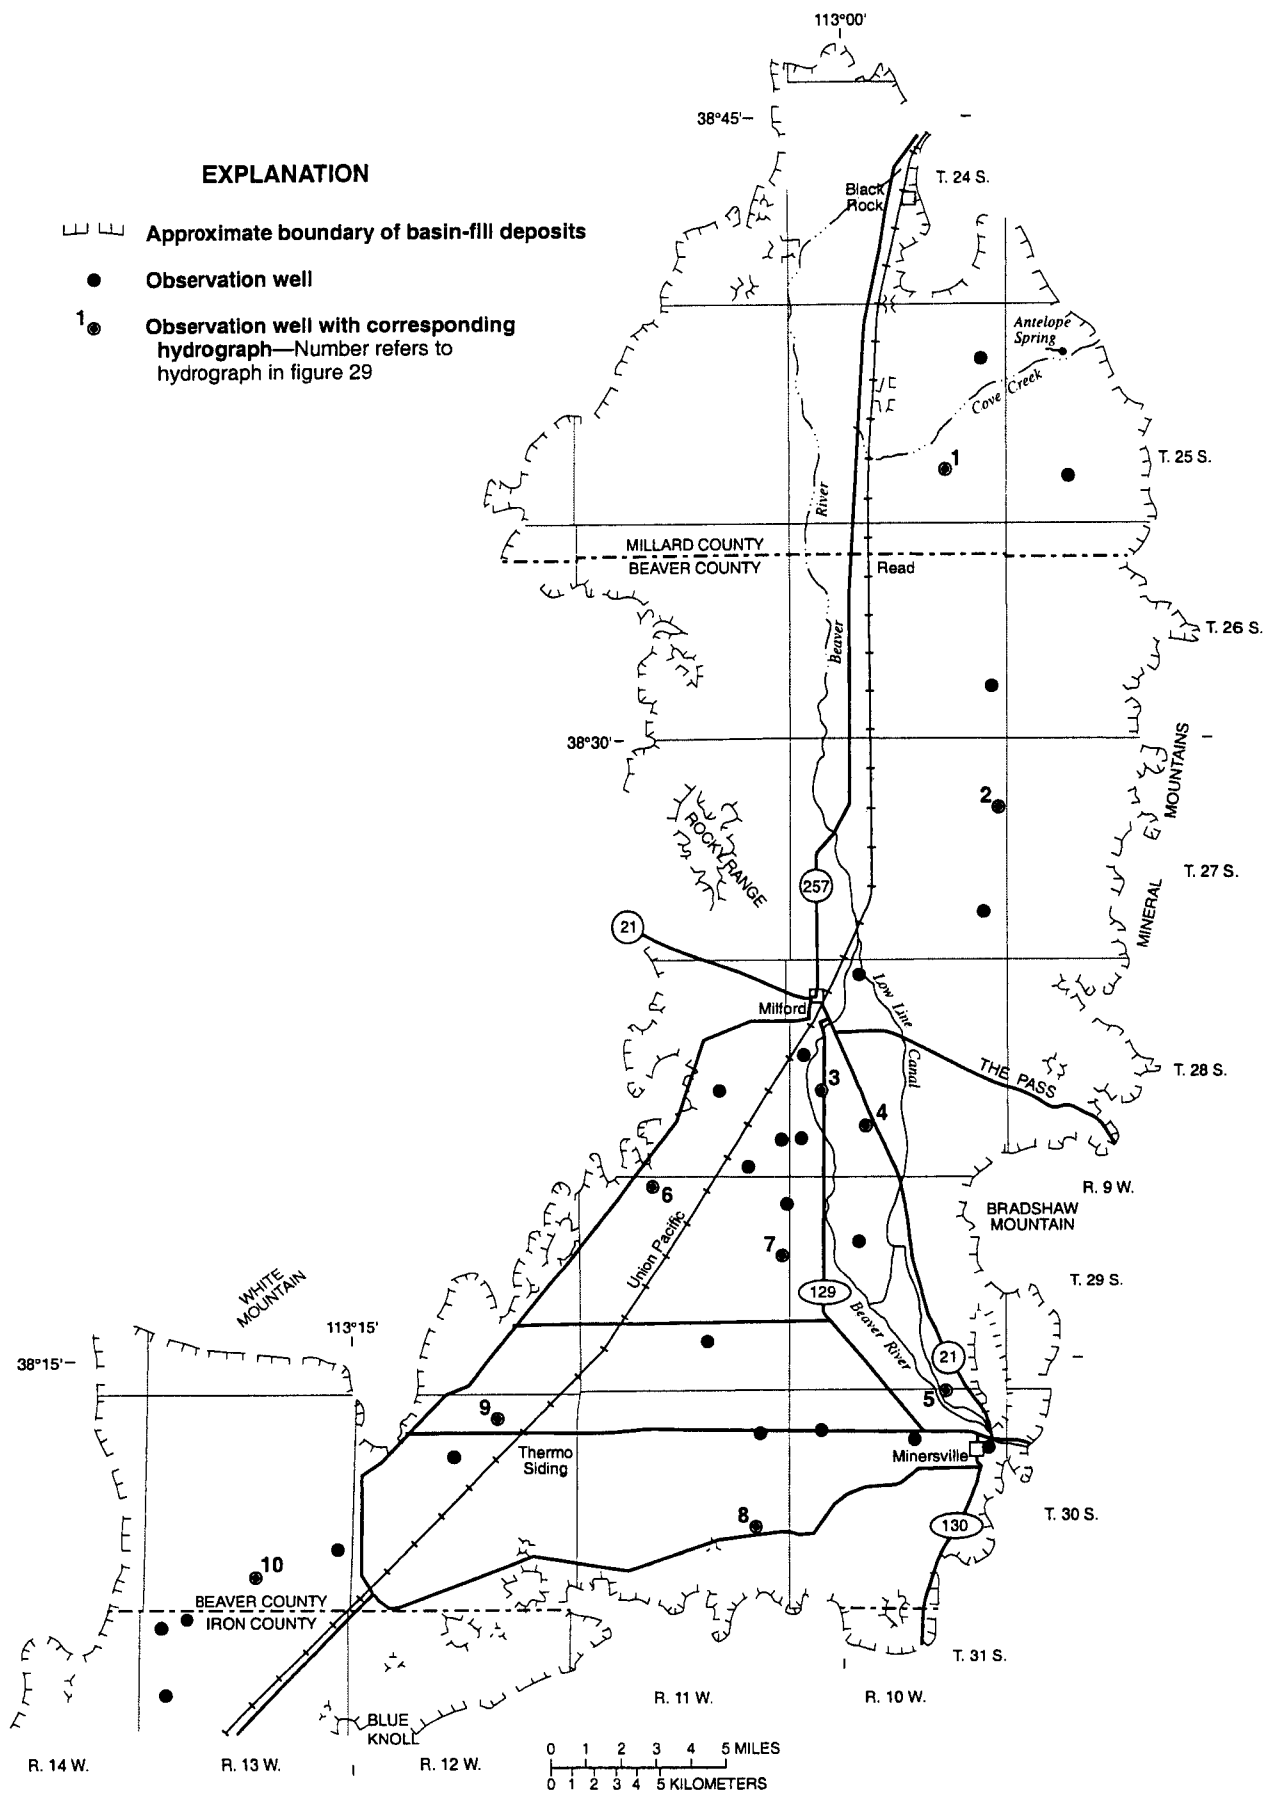 113°00'
38°45'
EXPLANATION
Approximate boundary of basin-fill deposits
Observation well
1
Observation well with corresponding
hydrograph—Number refers to
hydrograph in figure 29
Black
Rock
T. 24 S.
Antelope
Spring
Cove Creek
1
T. 25 S.
River
MILLARD COUNTY
BEAVER COUNTY
Read
Beaver
T. 26 S.
38°30'
MOUNTAINS
2
ROCKY RANGE
257
T. 27 S.
MINERAL
21
Milford
Low Line
Canal
THE PASS
T. 28 S.
3
4
R. 9 W.
6
BRADSHAW
MOUNTAIN
Union Pacific
7
T. 29 S.
WHITE
MOUNTAIN
129
Beaver River
113°15'
38°15'
21
5
9
Thermo
Siding
Minersville
8
T. 30 S.
130
10
BEAVER COUNTY
IRON COUNTY
T. 31 S.
R. 11 W.
R. 10 W.
BLUE
KNOLL
R. 14 W.
R. 13 W.
R. 12 W.
0 1 2 3 4 5 MILES
0 1 2 3 4 5 KILOMETERS